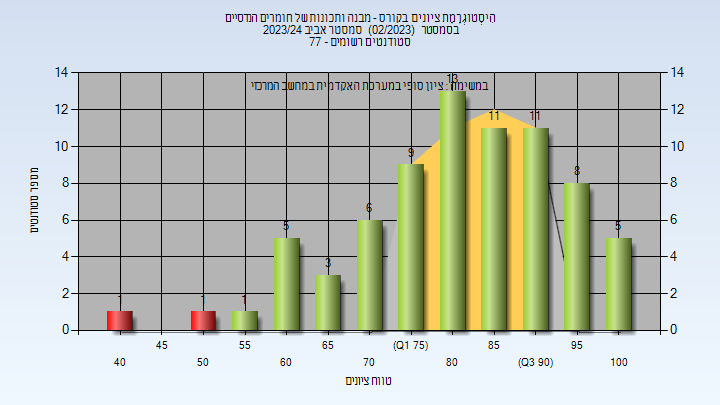 הִיסְטוֹגְרָמַת ציונים בקורס - מבנה ותכונות של חומרים הנדסיים
בסמסטר (02/2023) סמסטר אביב 2023/24
סטודנטים רשומים - 77
במשימה: ציון סופי במערכת האקדמית במחשב המרכזי
מספר סטודנטים
14 14
12 12
10 10
8 8
6 6
4 4
2 2
0 0
1 1 1 5 3 6 9 13 11 11 8 5
45 55 65 (Q1 75) 85 95
40 50 60 70 80 (Q3 90) 100
טווח ציונים